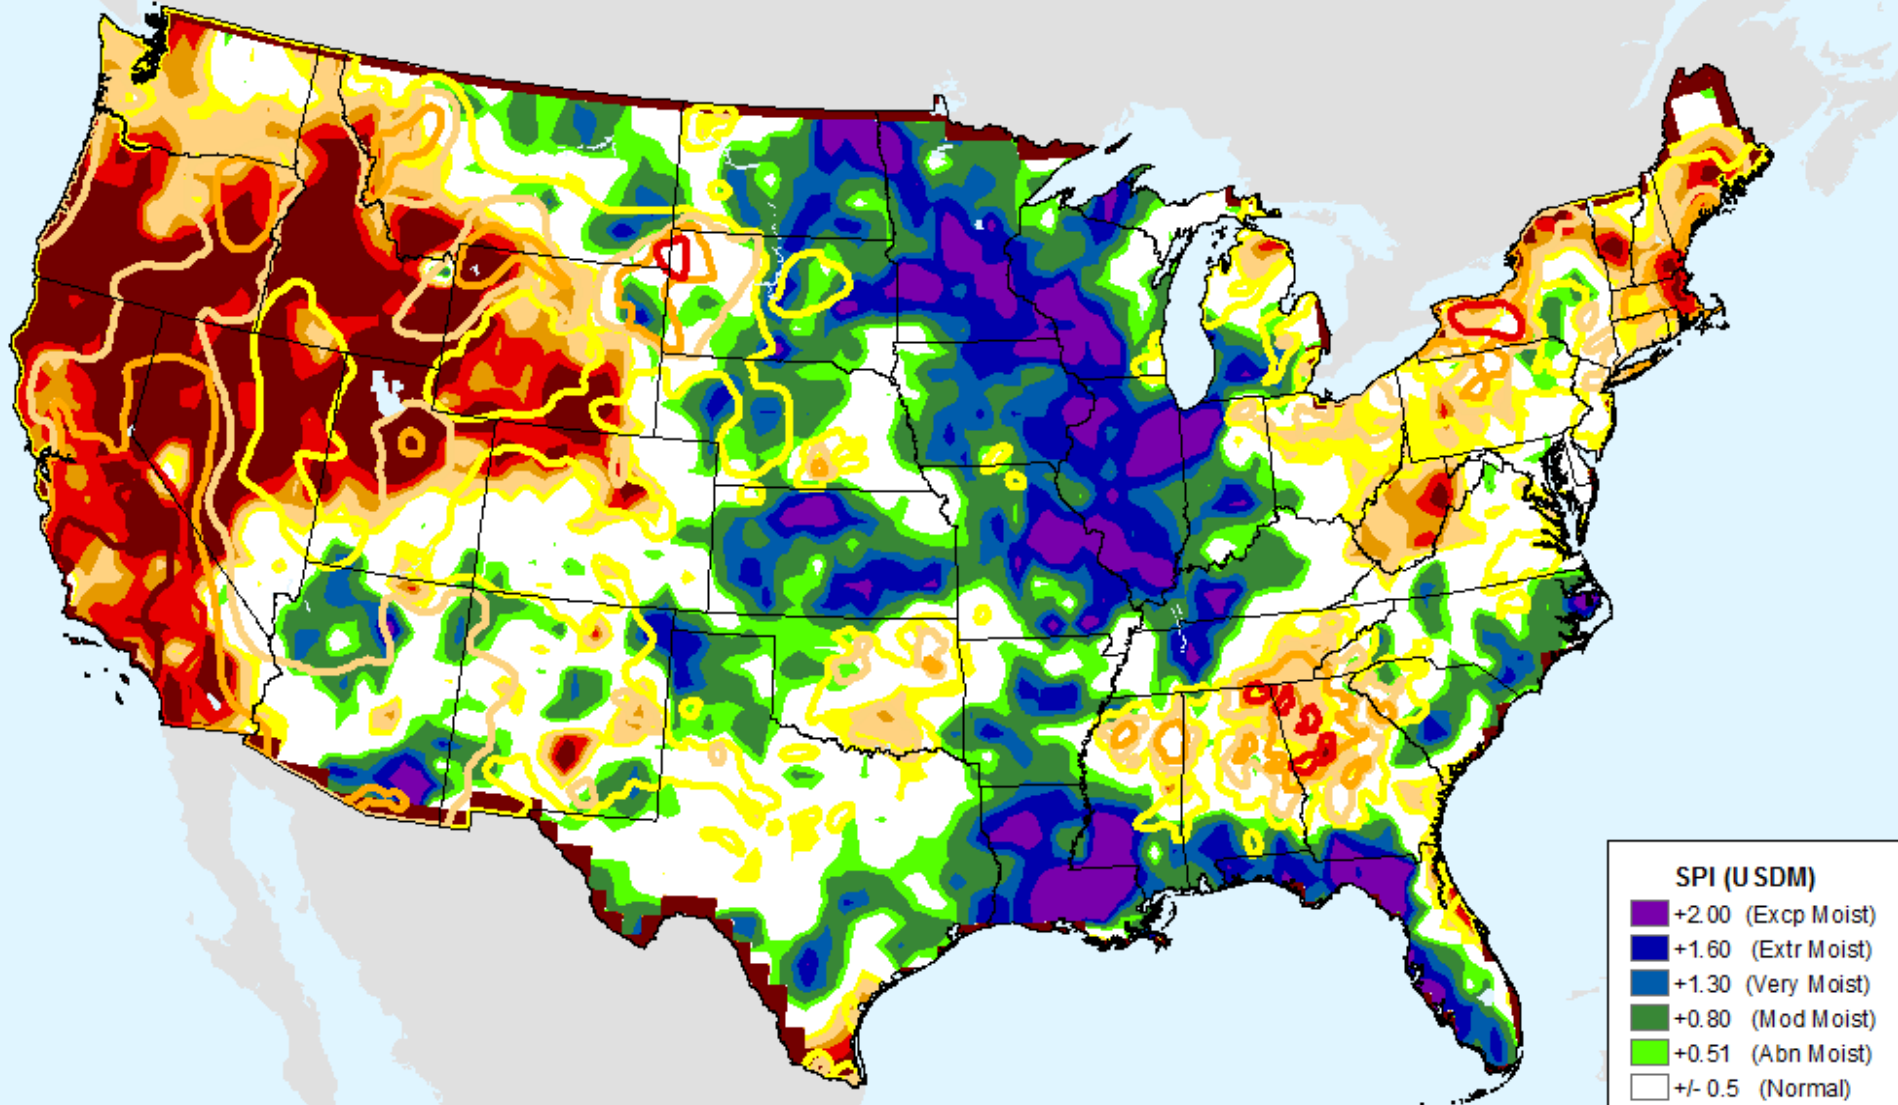 SPI (USDM)
+2.00 (Excp Moist)
+1.60 (Extr Moist)
+1.30 (Very Moist)
+0.80 (Mod Moist)
+0.51 (Abn Moist)
+/- 0.5 (Normal)